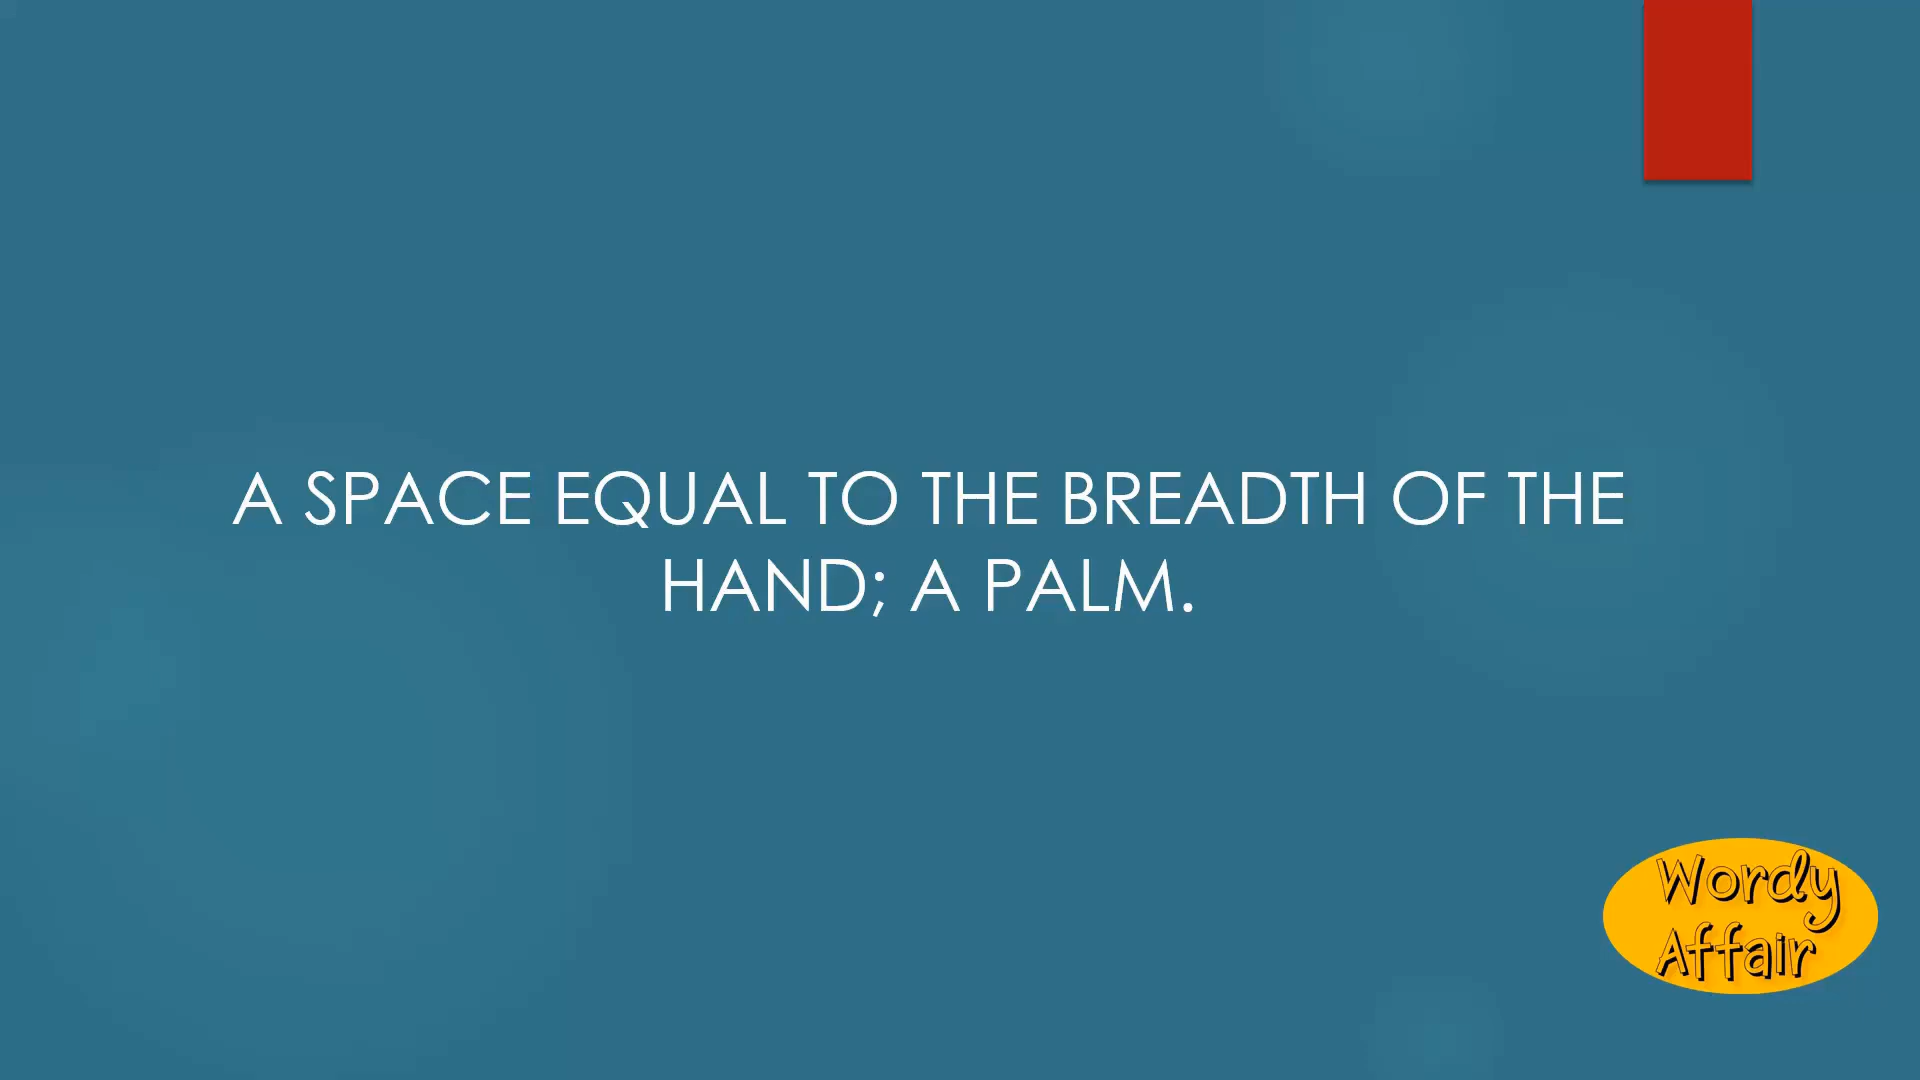 A SPACE EQUAL TO THE BREADTH OF THE
HAND; A PALM.
Wordy
Affair